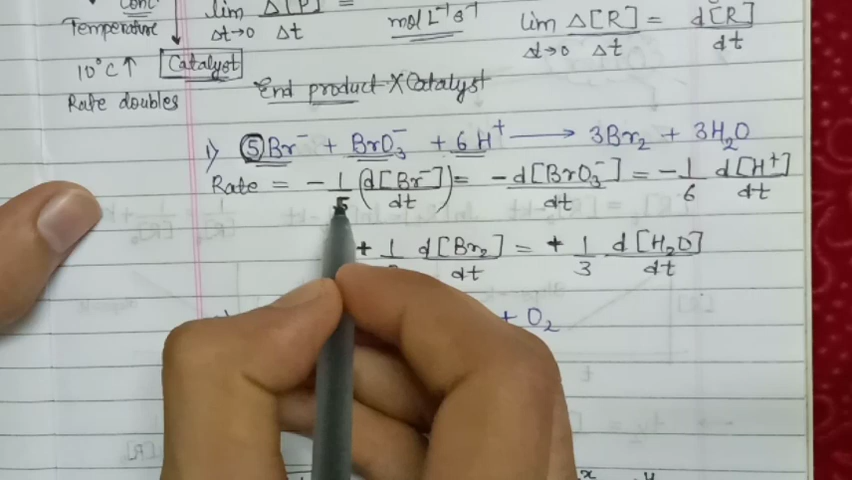 Conc
lim Δ[P] =
Temperature Δt→0 Δt mol L⁻¹ s⁻¹ lim Δ[R] = d[R]
Δt→0 Δt dt
10°C↑ Catalyst
Rate doubles End product X Catalyst
1) 5Br⁻ + BrO₃⁻ + 6H⁺ → 3Br₂ + 3H₂O
Rate = - 1/5 (d[Br⁻]/dt) = - d[BrO₃⁻]/dt = - 1/6 d[H⁺]/dt
+ 1/ d[Br₂]/dt = + 1/3 d[H₂O]/dt
+ O₂